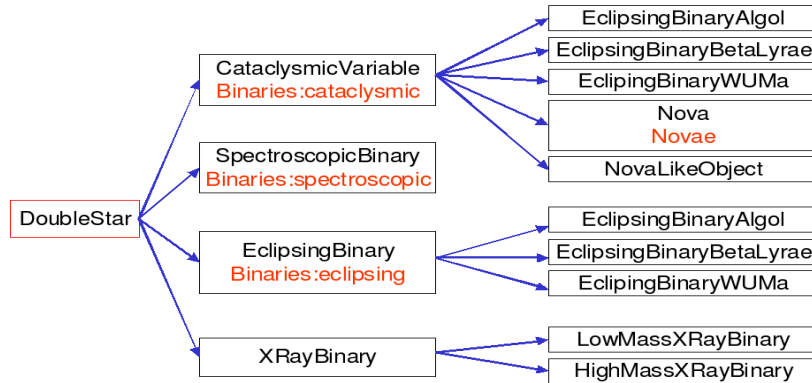 DoubleStar
CataclysmicVariable
Binaries:cataclysmic
SpectroscopicBinary
Binaries:spectroscopic
EclipsingBinary
Binaries:eclipsing
XRayBinary
EclipsingBinaryAlgol
EclipsingBinaryBetaLyrae
EclipingBinaryWUMa
Nova
Novae
NovaLikeObject
EclipsingBinaryAlgol
EclipsingBinaryBetaLyrae
EclipingBinaryWUMa
LowMassXRayBinary
HighMassXRayBinary